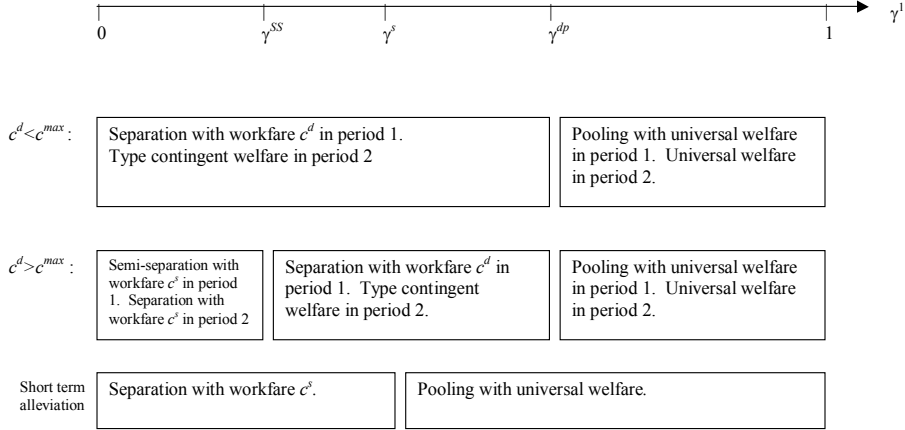 γ¹
0 γ^SS γ^s γ^dp 1
c^d<c^max :
Separation with workfare c^d in period 1.
Type contingent welfare in period 2
Pooling with universal welfare
in period 1. Universal welfare
in period 2.
c^d>c^max :
Semi-separation with
workfare c^s in period
1. Separation with
workfare c^s in period 2
Separation with workfare c^d in
period 1. Type contingent
welfare in period 2.
Pooling with universal welfare
in period 1. Universal welfare
in period 2.
Short term
alleviation
Separation with workfare c^s.
Pooling with universal welfare.